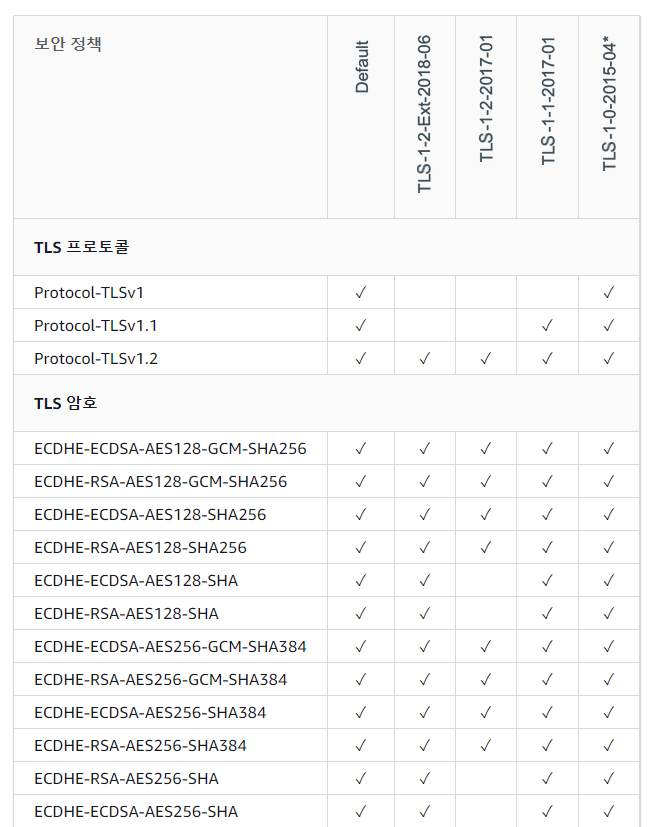 보안 정책
Default
TLS-1-2-Ext-2018-06
TLS-1-2-2017-01
TLS-1-1-2017-01
TLS-1-0-2015-04*
TLS 프로토콜
Protocol-TLSv1 ✓ ✓
Protocol-TLSv1.1 ✓ ✓ ✓
Protocol-TLSv1.2 ✓ ✓ ✓ ✓ ✓
TLS 암호
ECDHE-ECDSA-AES128-GCM-SHA256 ✓ ✓ ✓ ✓ ✓
ECDHE-RSA-AES128-GCM-SHA256 ✓ ✓ ✓ ✓ ✓
ECDHE-ECDSA-AES128-SHA256 ✓ ✓ ✓ ✓ ✓
ECDHE-RSA-AES128-SHA256 ✓ ✓ ✓ ✓ ✓
ECDHE-ECDSA-AES128-SHA ✓ ✓ ✓ ✓
ECDHE-RSA-AES128-SHA ✓ ✓ ✓ ✓
ECDHE-ECDSA-AES256-GCM-SHA384 ✓ ✓ ✓ ✓ ✓
ECDHE-RSA-AES256-GCM-SHA384 ✓ ✓ ✓ ✓ ✓
ECDHE-ECDSA-AES256-SHA384 ✓ ✓ ✓ ✓ ✓
ECDHE-RSA-AES256-SHA384 ✓ ✓ ✓ ✓ ✓
ECDHE-RSA-AES256-SHA ✓ ✓ ✓ ✓
ECDHE-ECDSA-AES256-SHA ✓ ✓ ✓ ✓